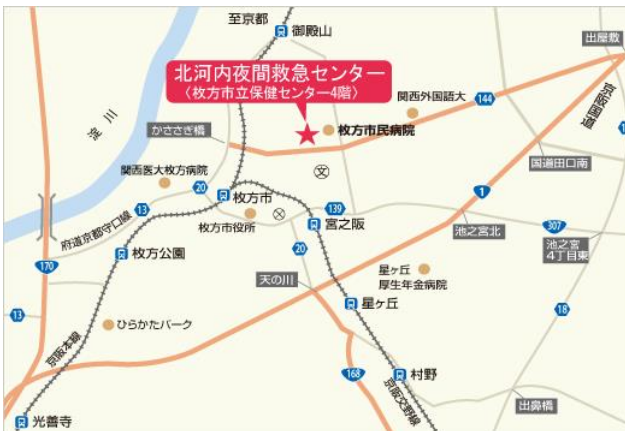 至京都
御殿山
出屋敷
北河内夜間救急センター
〈枚方市立保健センター4階〉
関西外国語大
144
京阪国道
淀川
かささぎ橋
枚方市民病院
1
文
国道田口南
関西医大枚方病院
20
枚方市
1
13
139
枚方市役所
宮之阪
307
府道京都守口線
池之宮北
池之宮
4丁目東
枚方公園
20
170
天の川
星ヶ丘
厚生年金病院
星ヶ丘
13
18
ひらかたパーク
京阪本線
168
村野
京阪交野線
出鼻橋
光善寺